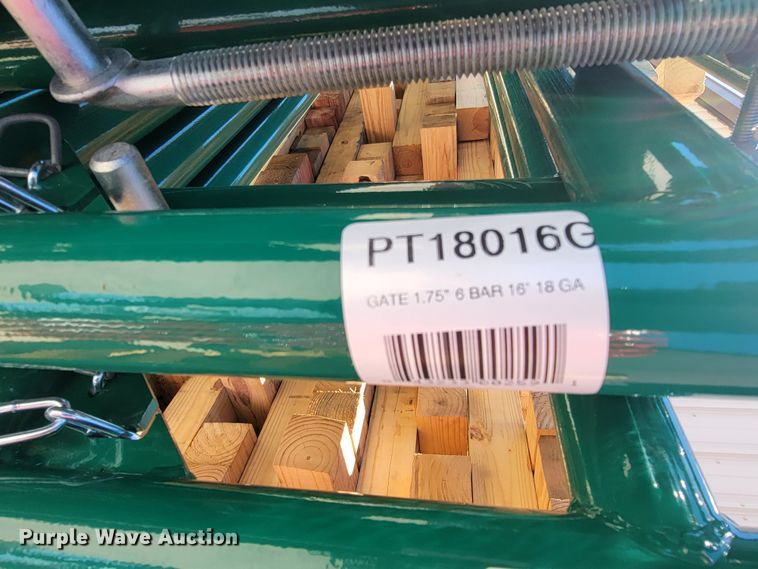 PT18016G
GATE 1.75" 6 BAR 16' 18 GA
Purple Wave Auction